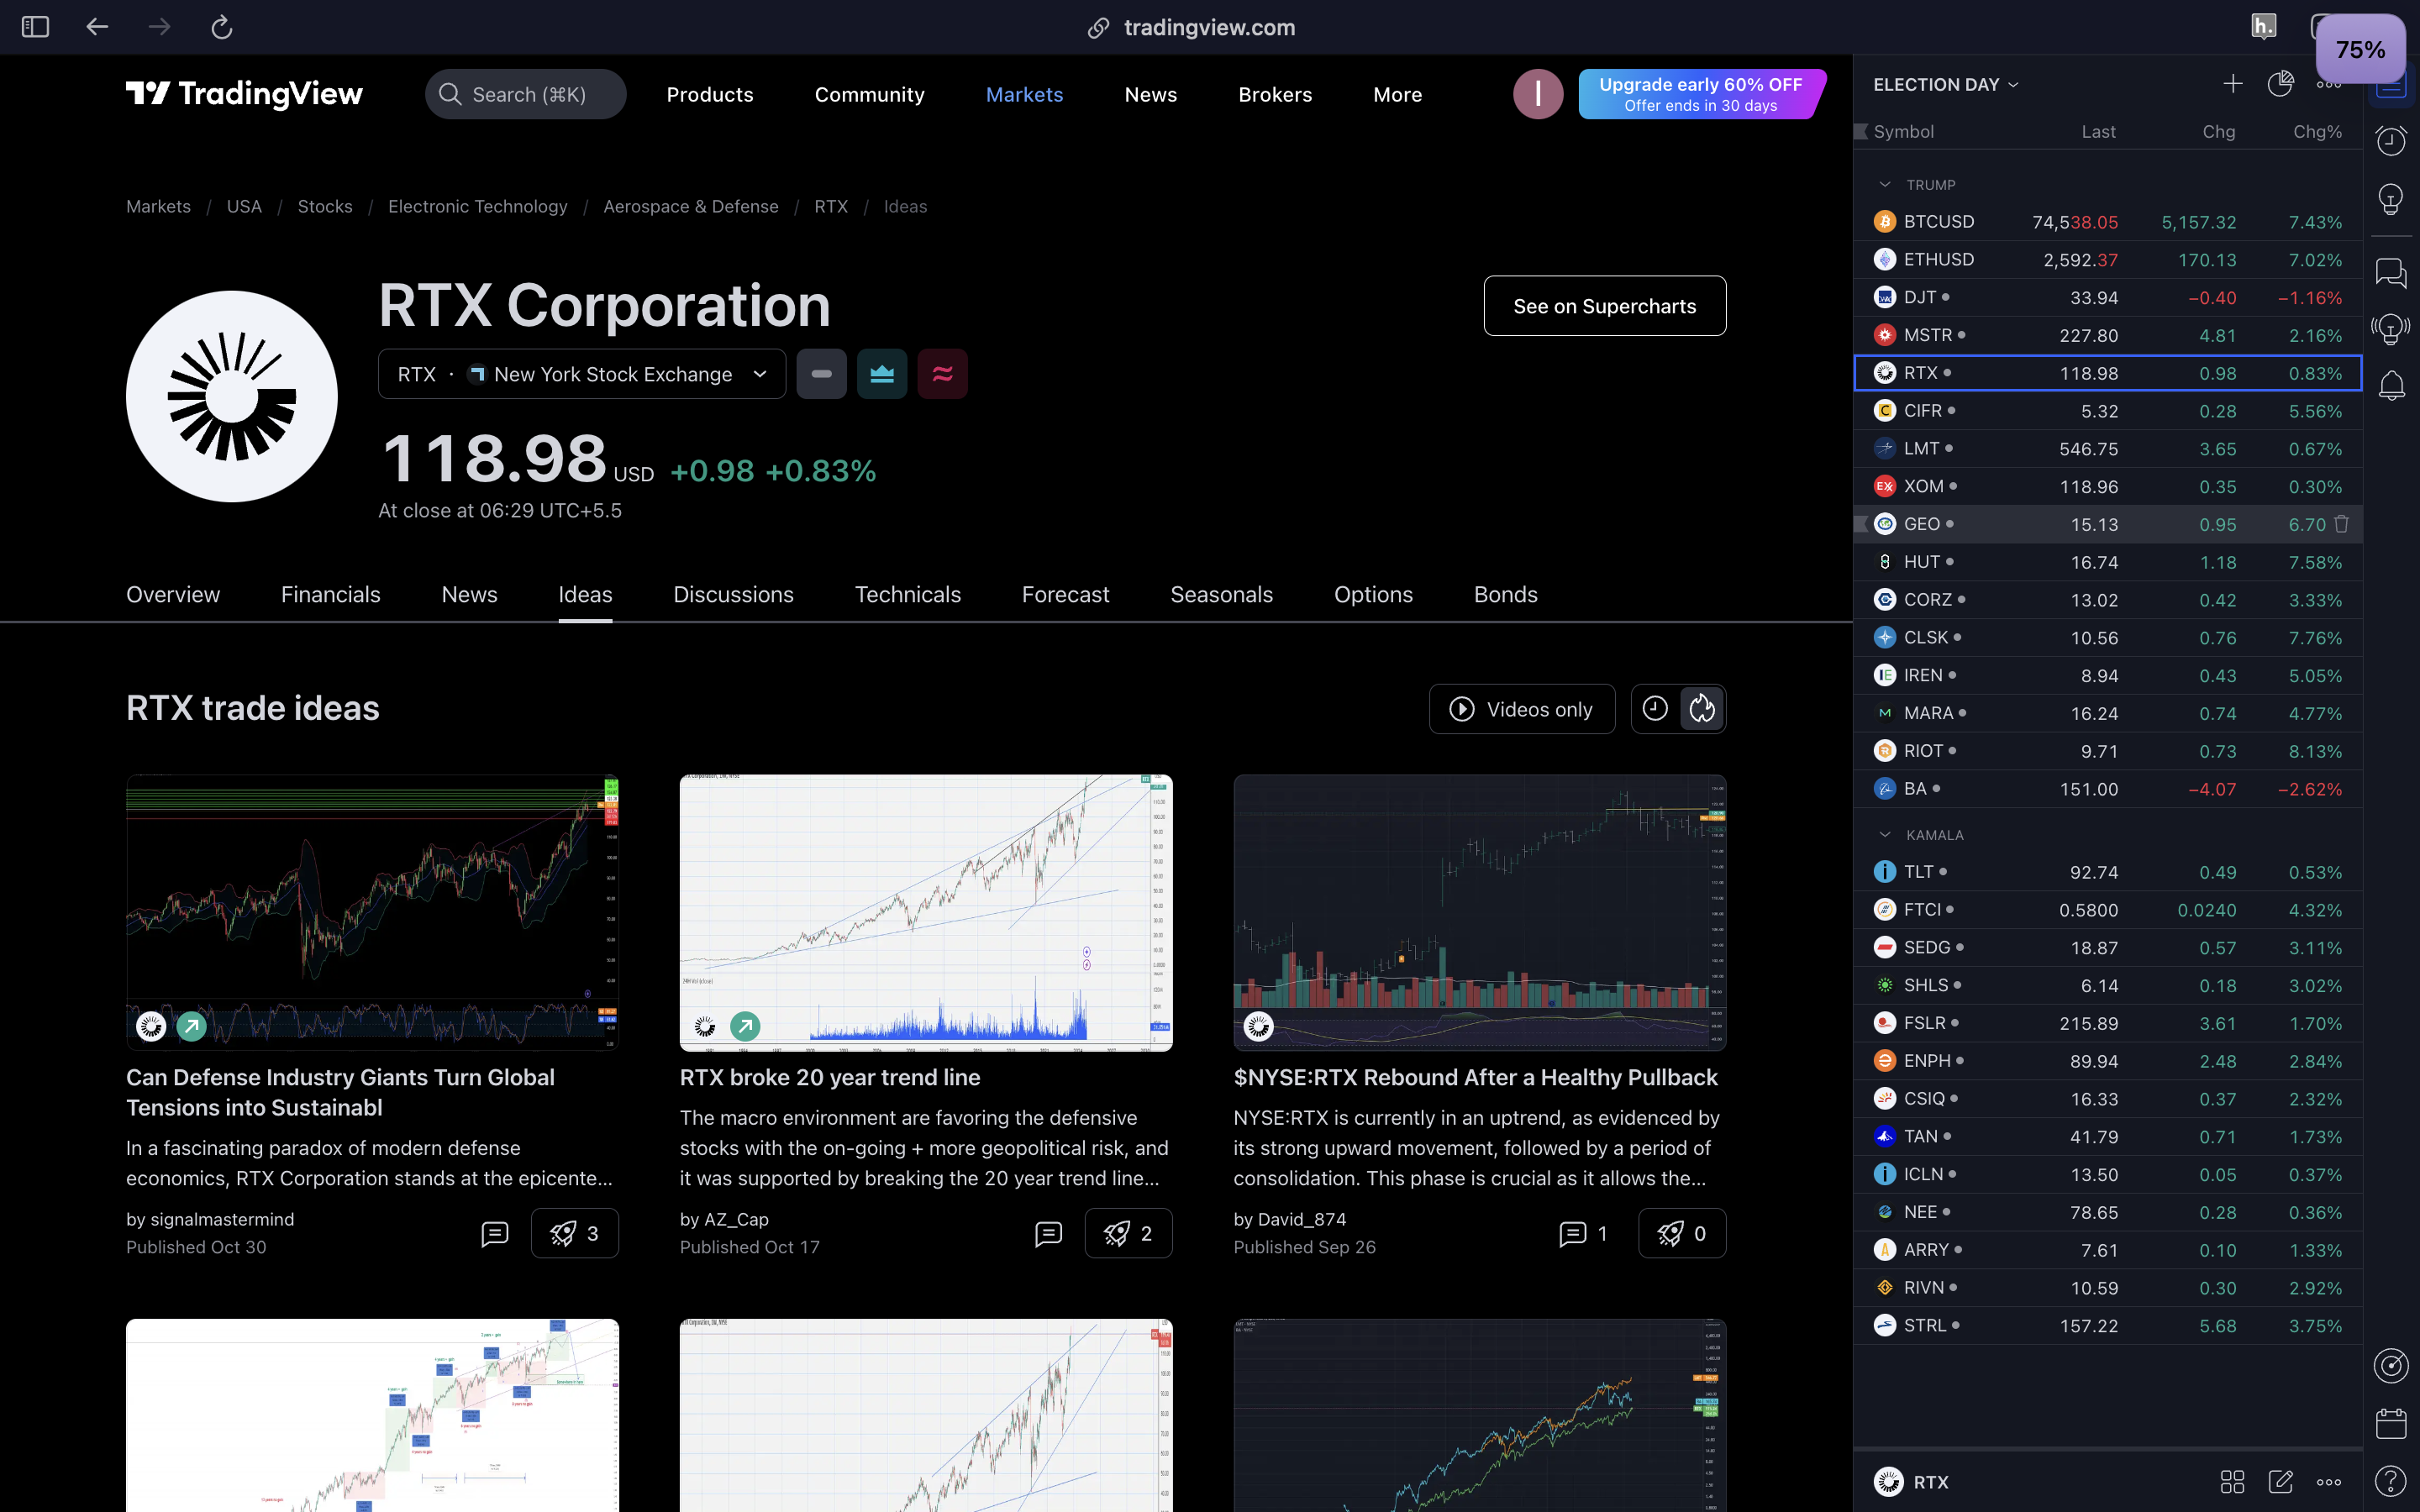 tradingview.com
h.
75%
TradingView
Search (⌘K)
Products
Community
Markets
News
Brokers
More
I
Upgrade early 60% OFF
Offer ends in 30 days
Markets / USA / Stocks / Electronic Technology / Aerospace & Defense / RTX / Ideas
RTX Corporation
See on Supercharts
RTX · New York Stock Exchange
118.98 USD +0.98 +0.83%
At close at 06:29 UTC+5.5
Overview Financials News Ideas Discussions Technicals Forecast Seasonals Options Bonds
RTX trade ideas
Videos only
Can Defense Industry Giants Turn Global
Tensions into Sustainabl
In a fascinating paradox of modern defense
economics, RTX Corporation stands at the epicente...
by signalmastermind
Published Oct 30
3
RTX broke 20 year trend line
The macro environment are favoring the defensive
stocks with the on-going + more geopolitical risk, and
it was supported by breaking the 20 year trend line...
by AZ_Cap
Published Oct 17
2
$NYSE:RTX Rebound After a Healthy Pullback
NYSE:RTX is currently in an uptrend, as evidenced by
its strong upward movement, followed by a period of
consolidation. This phase is crucial as it allows the...
by David_874
Published Sep 26
1
0
ELECTION DAY
Symbol Last Chg Chg%
TRUMP
BTCUSD 74,538.05 5,157.32 7.43%
ETHUSD 2,592.37 170.13 7.02%
DJT 33.94 −0.40 −1.16%
MSTR 227.80 4.81 2.16%
RTX 118.98 0.98 0.83%
CIFR 5.32 0.28 5.56%
LMT 546.75 3.65 0.67%
XOM 118.96 0.35 0.30%
GEO 15.13 0.95 6.70
HUT 16.74 1.18 7.58%
CORZ 13.02 0.42 3.33%
CLSK 10.56 0.76 7.76%
IREN 8.94 0.43 5.05%
MARA 16.24 0.74 4.77%
RIOT 9.71 0.73 8.13%
BA 151.00 −4.07 −2.62%
KAMALA
TLT 92.74 0.49 0.53%
FTCI 0.5800 0.0240 4.32%
SEDG 18.87 0.57 3.11%
SHLS 6.14 0.18 3.02%
FSLR 215.89 3.61 1.70%
ENPH 89.94 2.48 2.84%
CSIQ 16.33 0.37 2.32%
TAN 41.79 0.71 1.73%
ICLN 13.50 0.05 0.37%
NEE 78.65 0.28 0.36%
ARRY 7.61 0.10 1.33%
RIVN 10.59 0.30 2.92%
STRL 157.22 5.68 3.75%
RTX